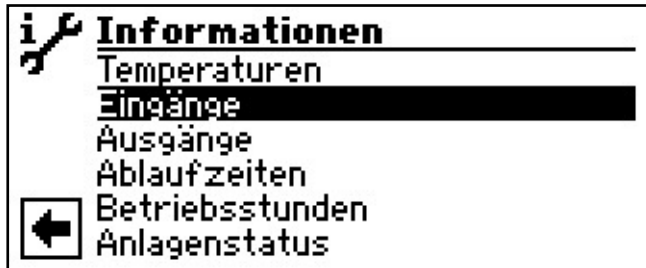 i Informationen
Temperaturen
Eingänge
Ausgänge
Ablaufzeiten
Betriebsstunden
Anlagenstatus